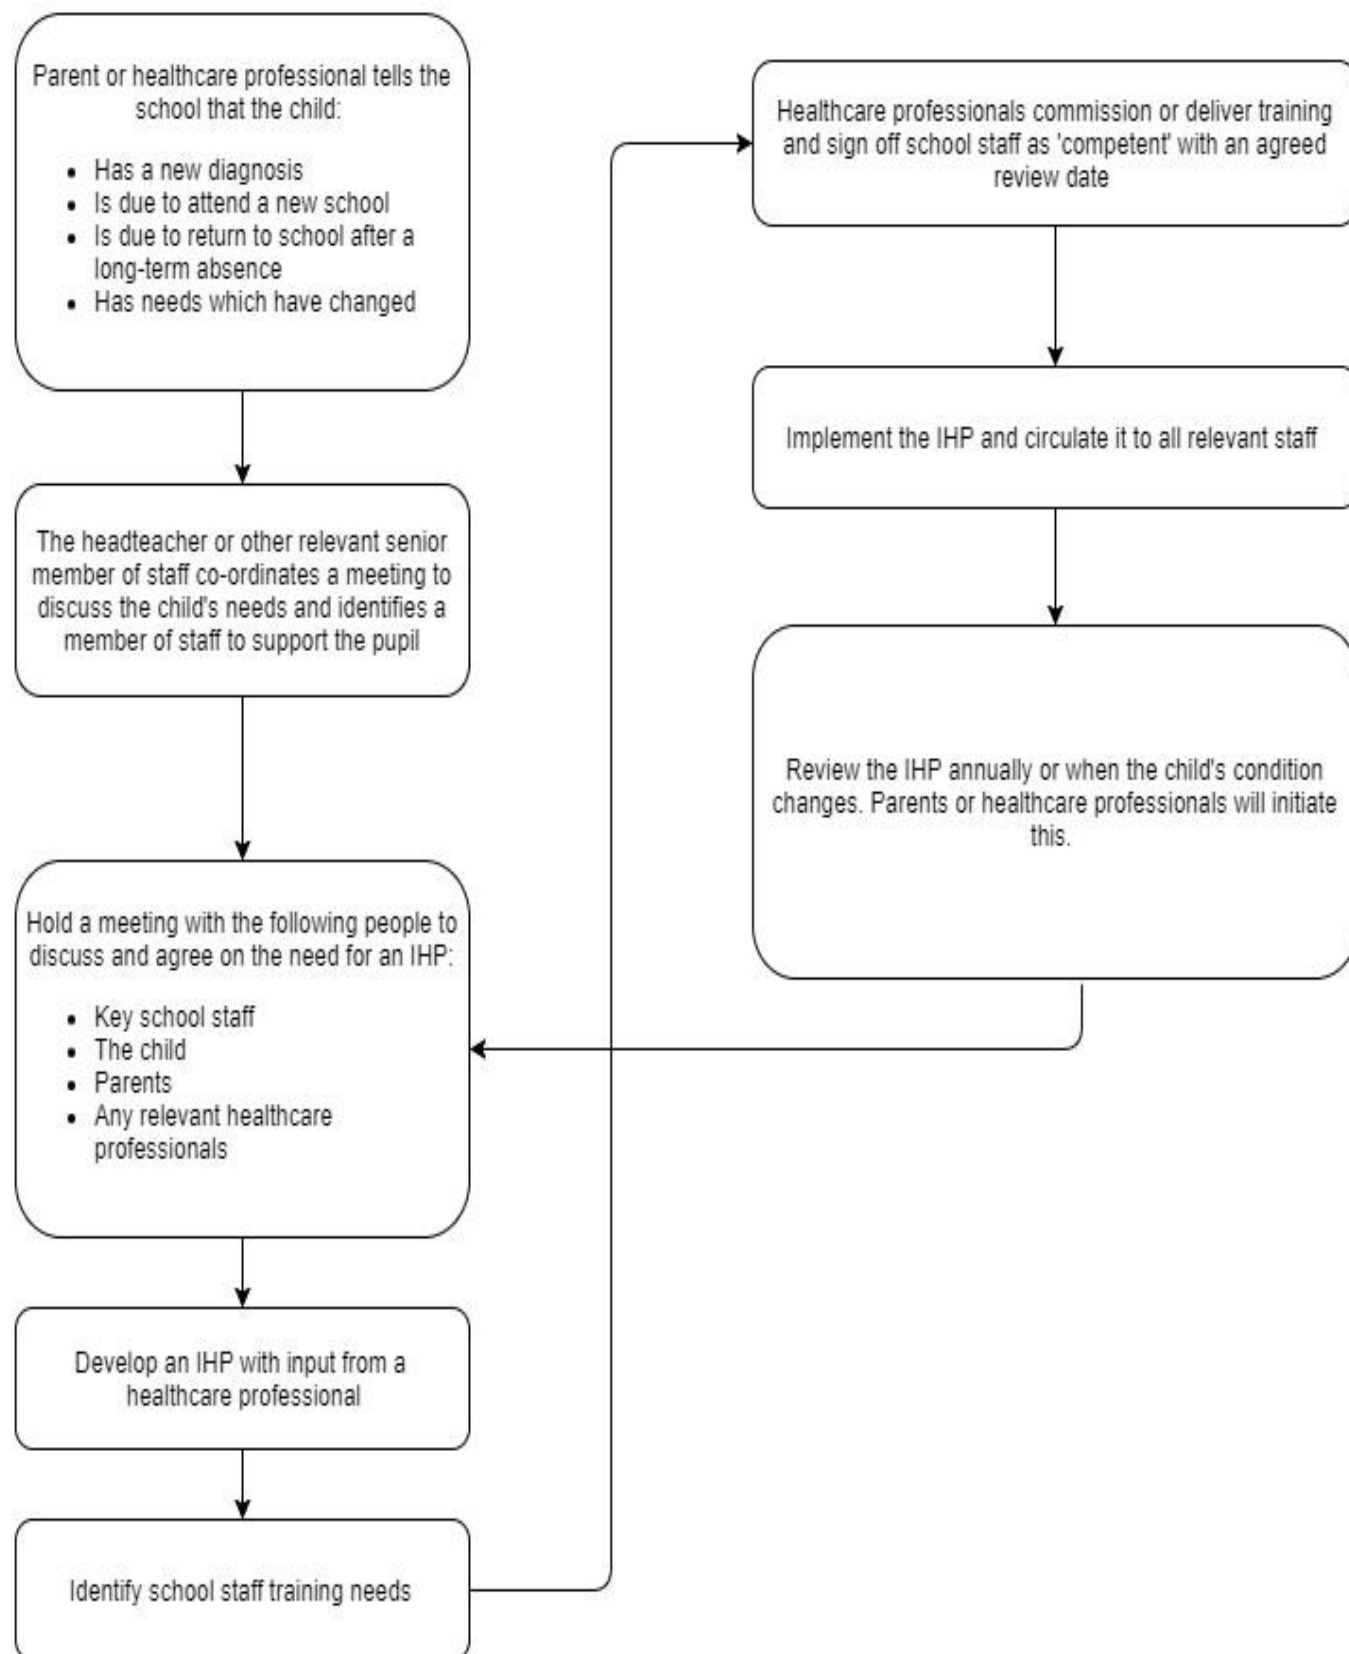 Parent or healthcare professional tells the
school that the child:
• Has a new diagnosis
• Is due to attend a new school
• Is due to return to school after a
long-term absence
• Has needs which have changed
The headteacher or other relevant senior
member of staff co-ordinates a meeting to
discuss the child's needs and identifies a
member of staff to support the pupil
Hold a meeting with the following people to
discuss and agree on the need for an IHP:
• Key school staff
• The child
• Parents
• Any relevant healthcare
professionals
Develop an IHP with input from a
healthcare professional
Identify school staff training needs
Healthcare professionals commission or deliver training
and sign off school staff as 'competent' with an agreed
review date
Implement the IHP and circulate it to all relevant staff
Review the IHP annually or when the child's condition
changes. Parents or healthcare professionals will initiate
this.